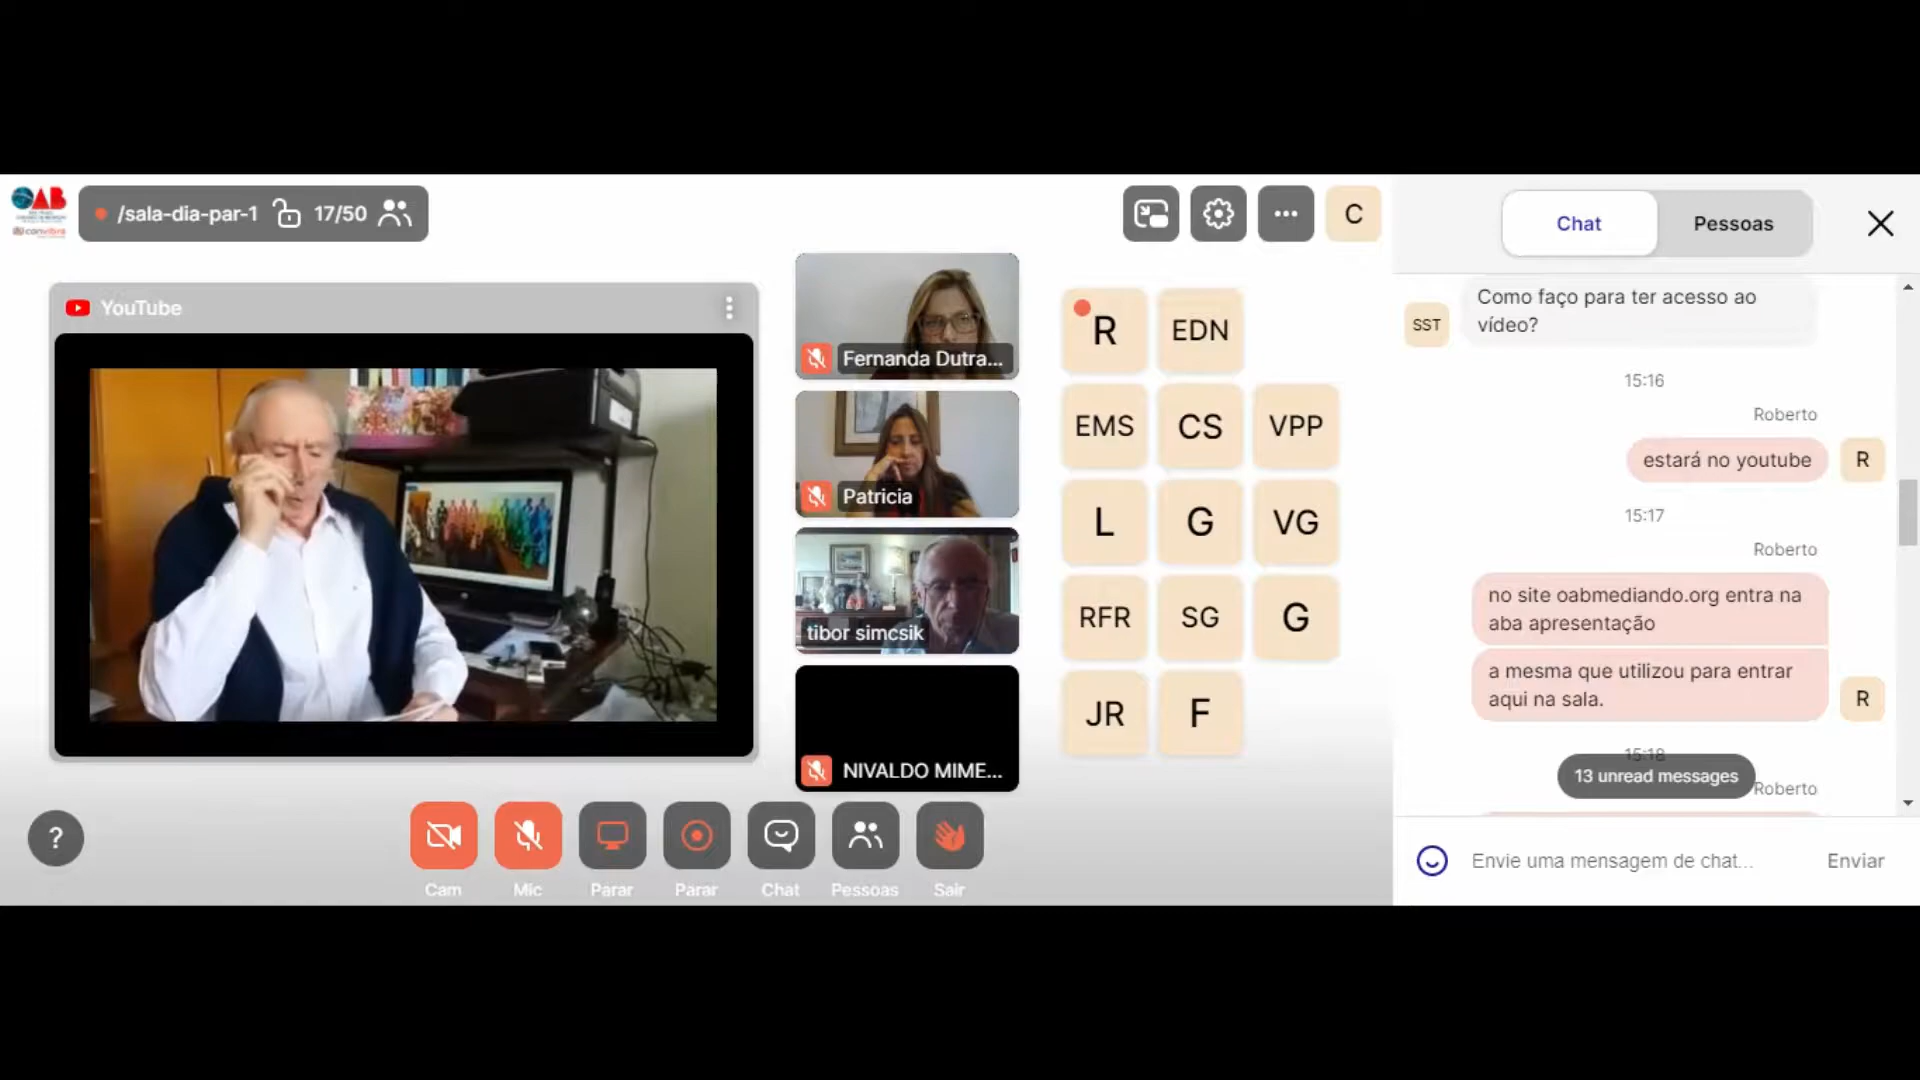 OAB
convibra
/sala-dia-par-1
17/50
C
YouTube
Fernanda Dutra...
Patricia
tibor simcsik
NIVALDO MIME...
R
EDN
EMS
CS
VPP
L
G
VG
RFR
SG
G
JR
F
?
Cam
Mic
Parar
Parar
Chat
Pessoas
Sair
Chat
Pessoas
SST
Como faço para ter acesso ao
vídeo?
15:16
Roberto
estará no youtube
R
15:17
Roberto
no site oabmediando.org entra na
aba apresentação
a mesma que utilizou para entrar
aqui na sala.
R
15:18
13 unread messages
Roberto
Envie uma mensagem de chat...
Enviar